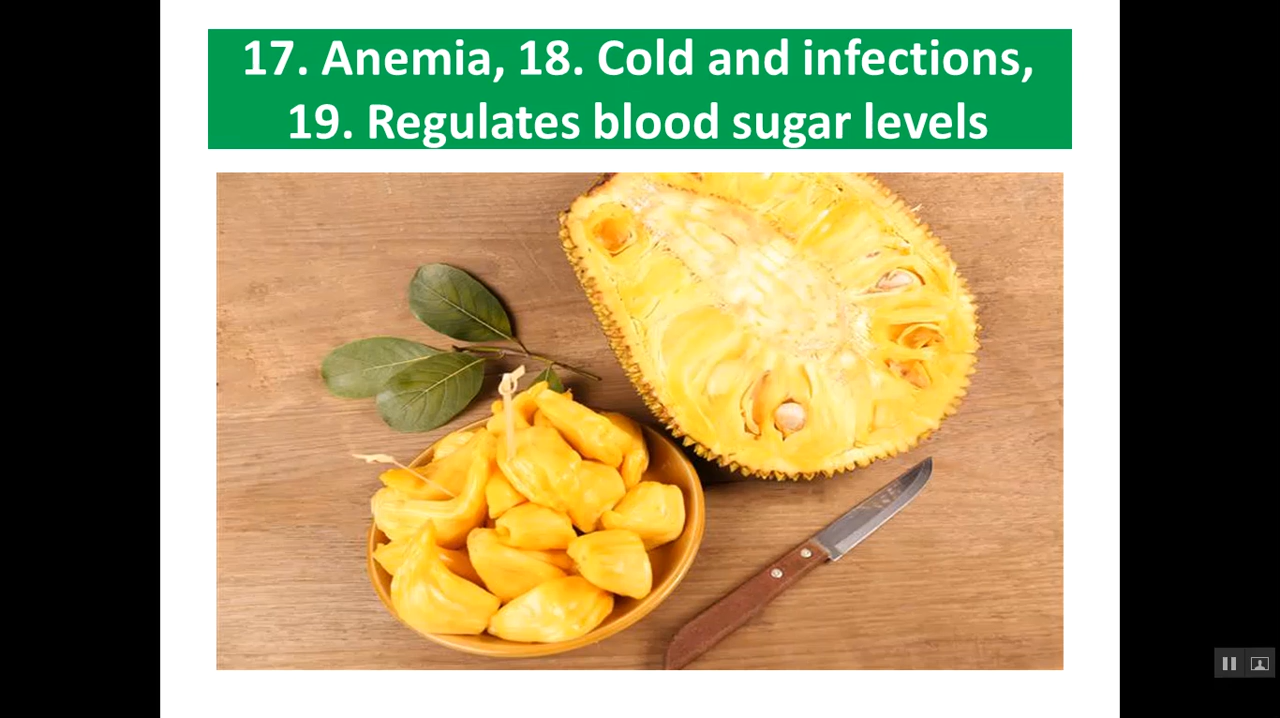 17. Anemia, 18. Cold and infections,
19. Regulates blood sugar levels